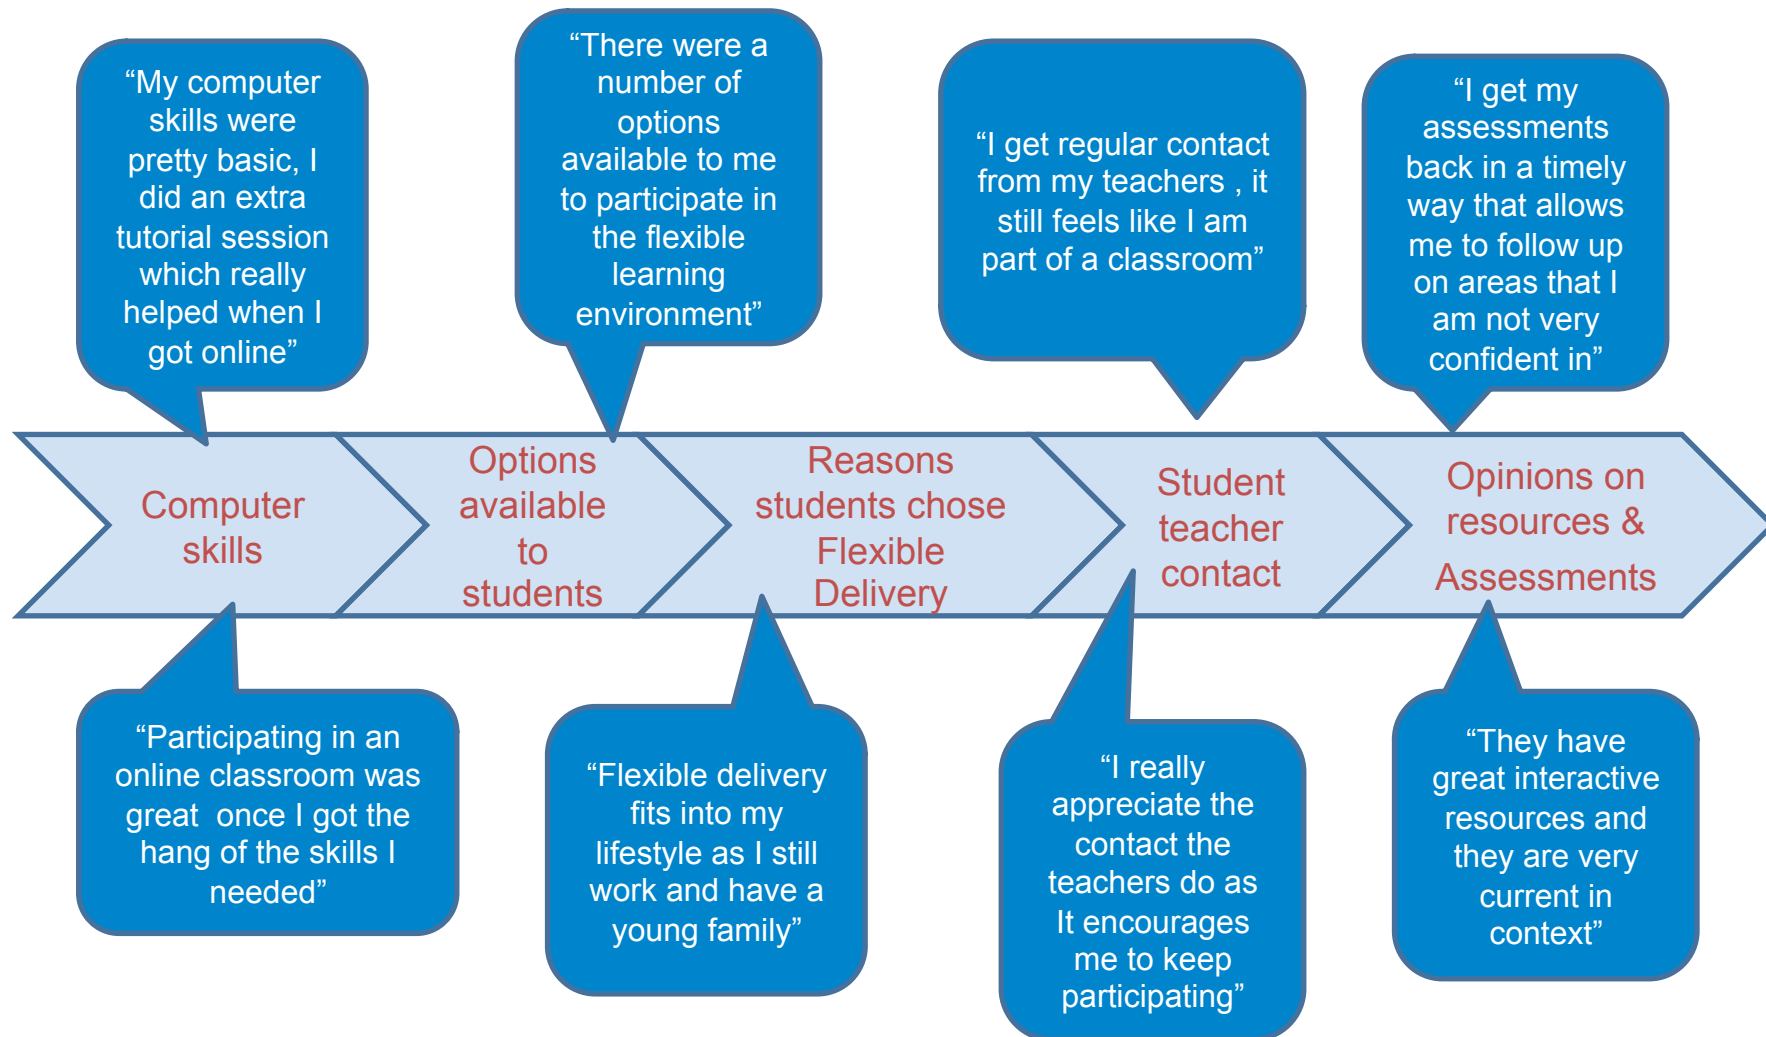 “My computer
skills were
pretty basic, I
did an extra
tutorial session
which really
helped when I
got online”
“There were a
number of
options
available to me
to participate in
the flexible
learning
environment”
“I get regular contact
from my teachers , it
still feels like I am
part of a classroom”
“I get my
assessments
back in a timely
way that allows
me to follow up
on areas that I
am not very
confident in”
Computer
skills
Options
available
to
students
Reasons
students chose
Flexible
Delivery
Student
teacher
contact
Opinions on
resources &
Assessments
“Participating in an
online classroom was
great  once I got the
hang of the skills I
needed”
“Flexible delivery
fits into my
lifestyle as I still
work and have a
young family”
“I really
appreciate the
contact the
teachers do as
It encourages
me to keep
participating”
“They have
great interactive
resources and
they are very
current in
context”